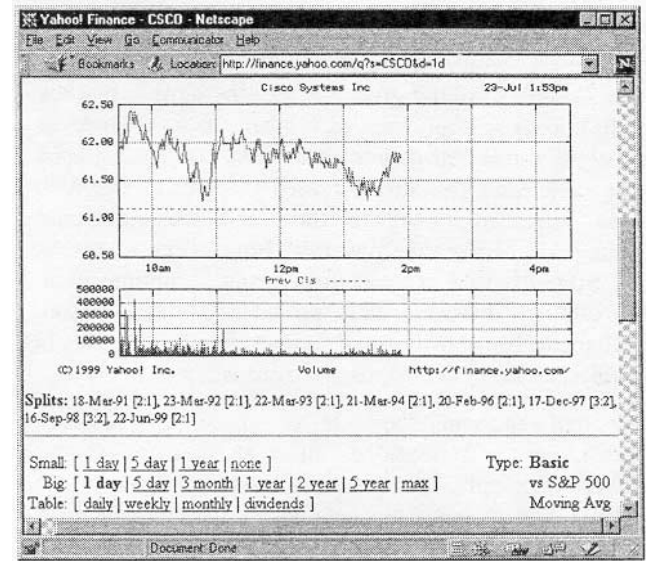 Yahoo! Finance - CSCO - Netscape
File Edit View Go Communicator Help
Bookmarks Location: http://finance.yahoo.com/q?s=CSCO&d=1d N
Cisco Systems Inc 23-Jul 1:53pm
62.50
62.00
61.50
61.00
60.50
10am 12pm 2pm 4pm
Prev Cls ------
500000
400000
300000
200000
100000
0
(C)1999 Yahoo! Inc. Volume http://finance.yahoo.com/
Splits: 18-Mar-91 [2:1], 23-Mar-92 [2:1], 22-Mar-93 [2:1], 21-Mar-94 [2:1], 20-Feb-96 [2:1], 17-Dec-97 [3:2],
16-Sep-98 [3:2], 22-Jun-99 [2:1]
Small: [ 1 day | 5 day | 1 year | none ] Type: Basic
Big: [ 1 day | 5 day | 3 month | 1 year | 2 year | 5 year | max ] vs S&P 500
Table: [ daily | weekly | monthly | dividends ] Moving Avg
Document: Done